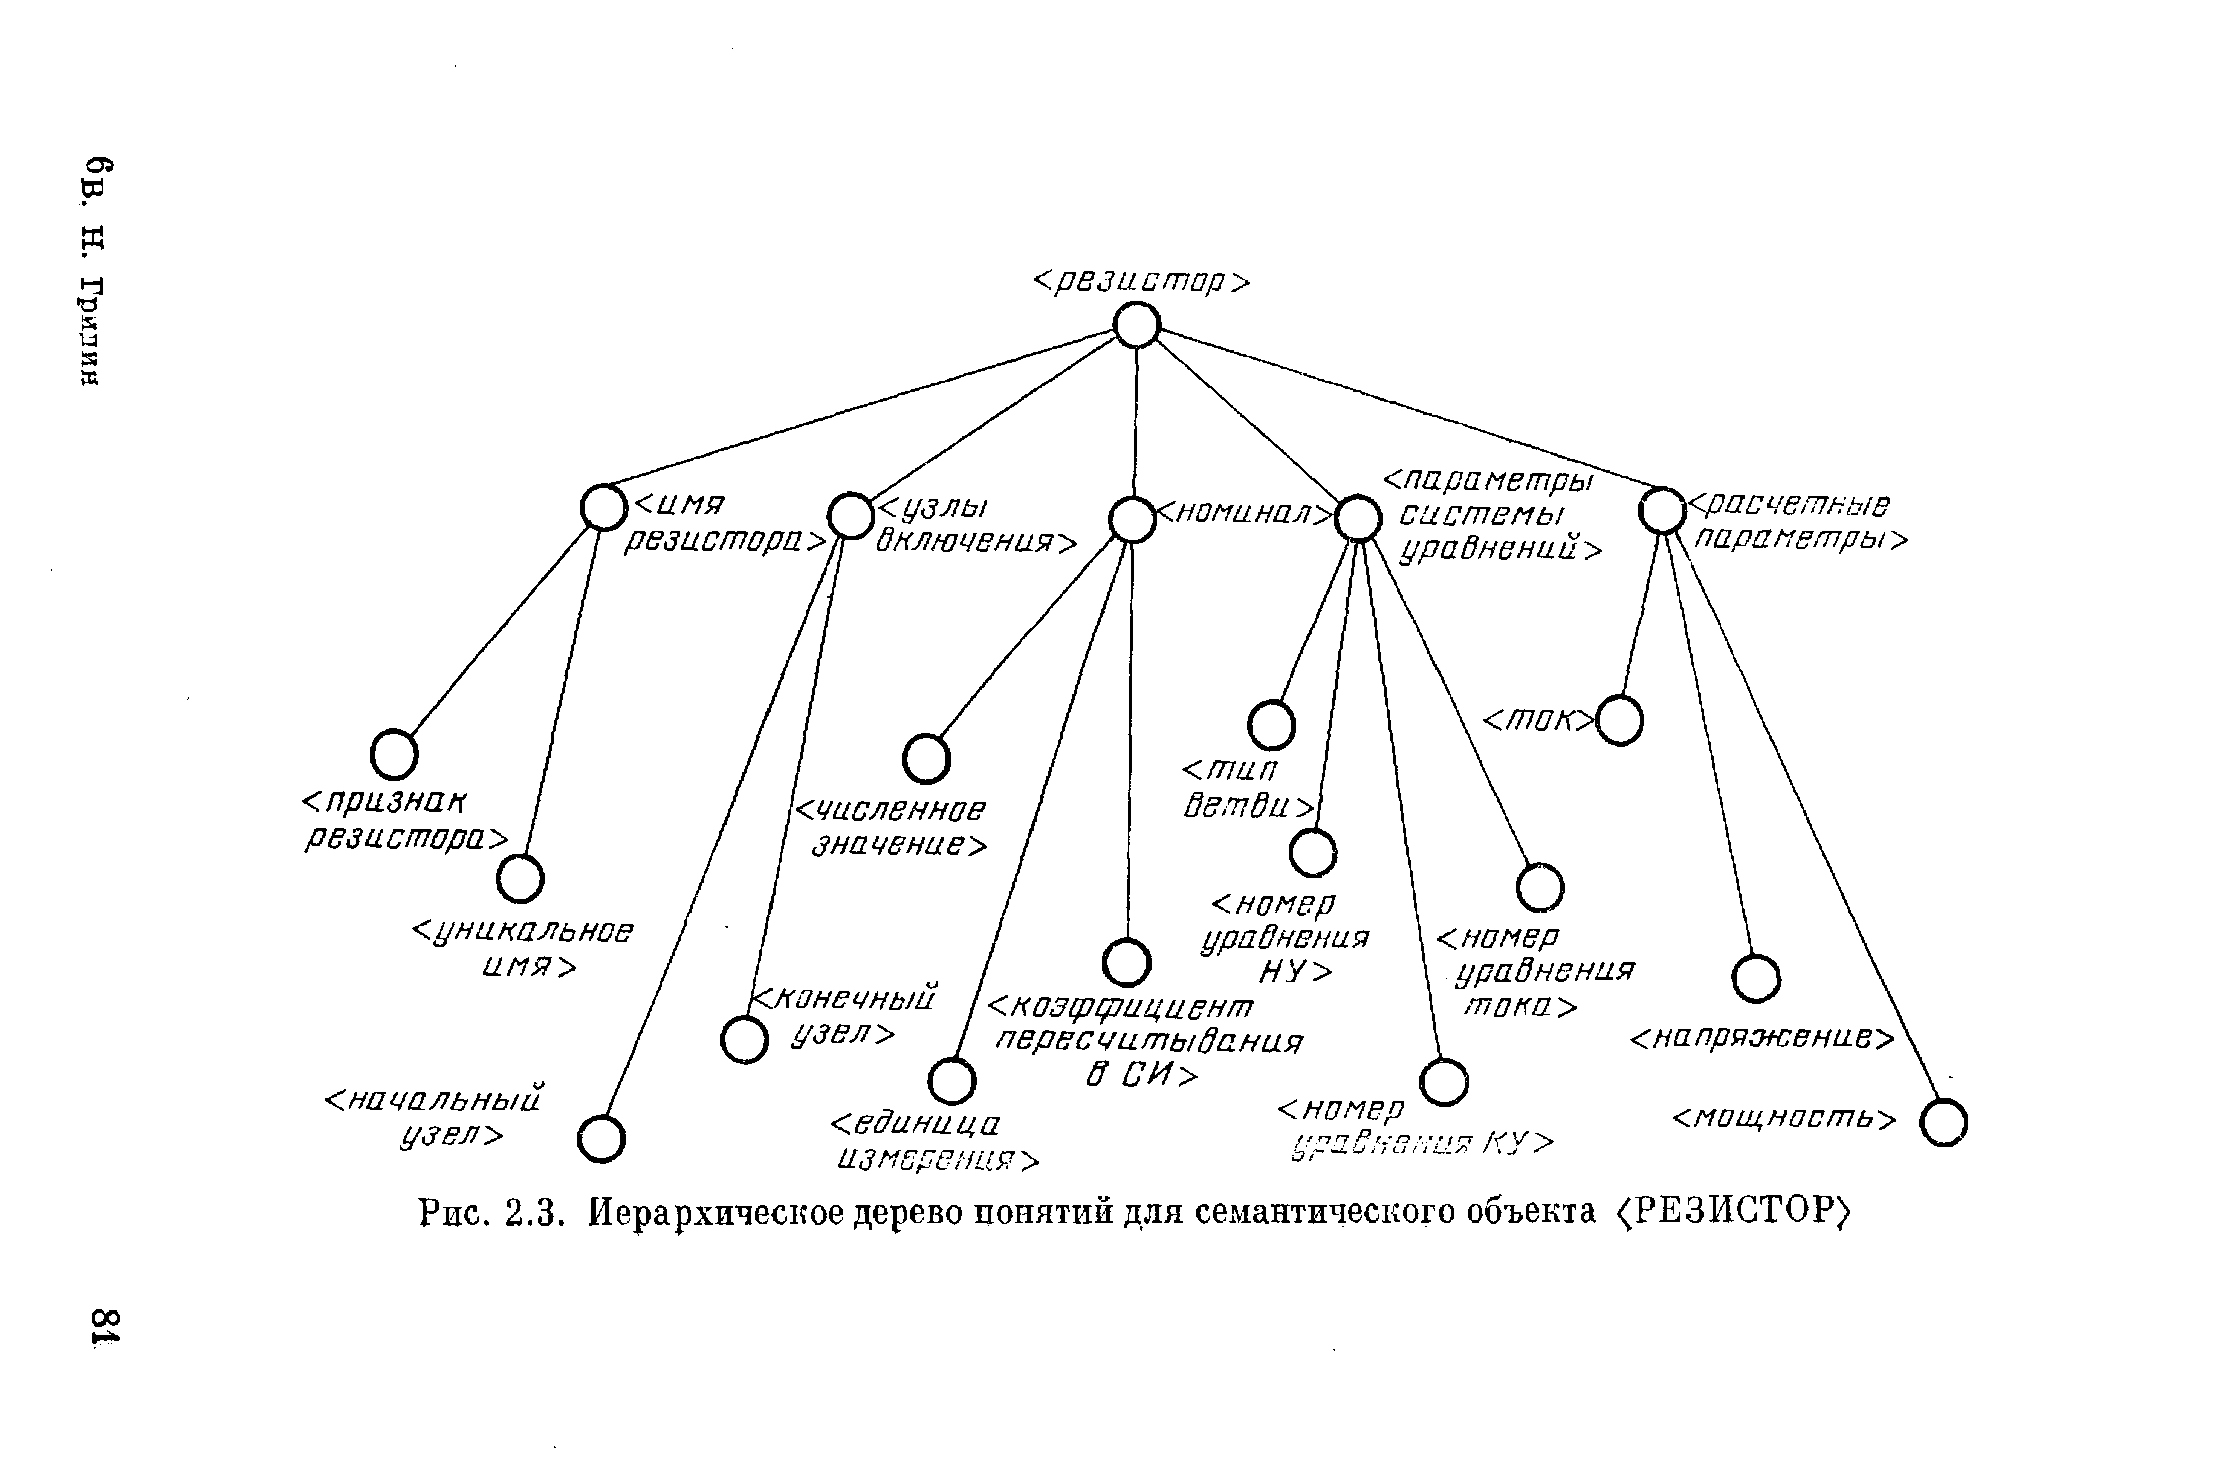 6В. Н. Гридин
<резистор>
<имя
резистора>
<узлы
включения>
<номинал>
<параметры
системы
уравнений>
<расчетные
параметры>
<признак
резистора>
<уникальное
имя>
<начальный
узел>
<конечный
узел>
<численное
значение>
<единица
измерения>
<коэффициент
пересчитывания
в СИ>
<тип
ветви>
<номер
уравнения
НУ>
<номер
уравнения КУ>
<номер
уравнения
тока>
<ток>
<напряжение>
<мощность>
Рис. 2.3. Иерархическое дерево понятий для семантического объекта <РЕЗИСТОР>
81